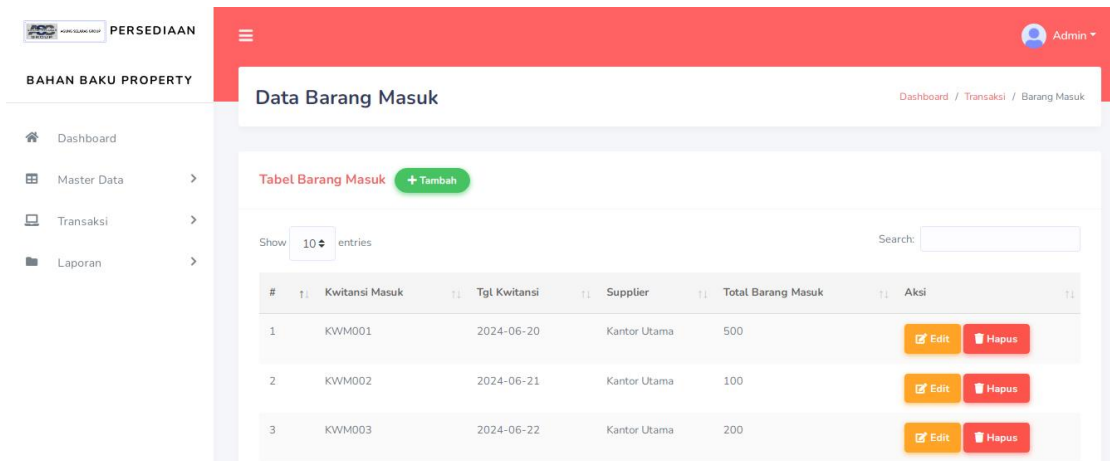 PERSEDIAAN
BAHAN BAKU PROPERTY
Dashboard
Master Data
Transaksi
Laporan
Admin
Data Barang Masuk
Dashboard / Transaksi / Barang Masuk
Tabel Barang Masuk + Tambah
Show 10 entries
Search:
# Kwitansi Masuk Tgl Kwitansi Supplier Total Barang Masuk Aksi
1 KWM001 2024-06-20 Kantor Utama 500 Edit Hapus
2 KWM002 2024-06-21 Kantor Utama 100 Edit Hapus
3 KWM003 2024-06-22 Kantor Utama 200 Edit Hapus